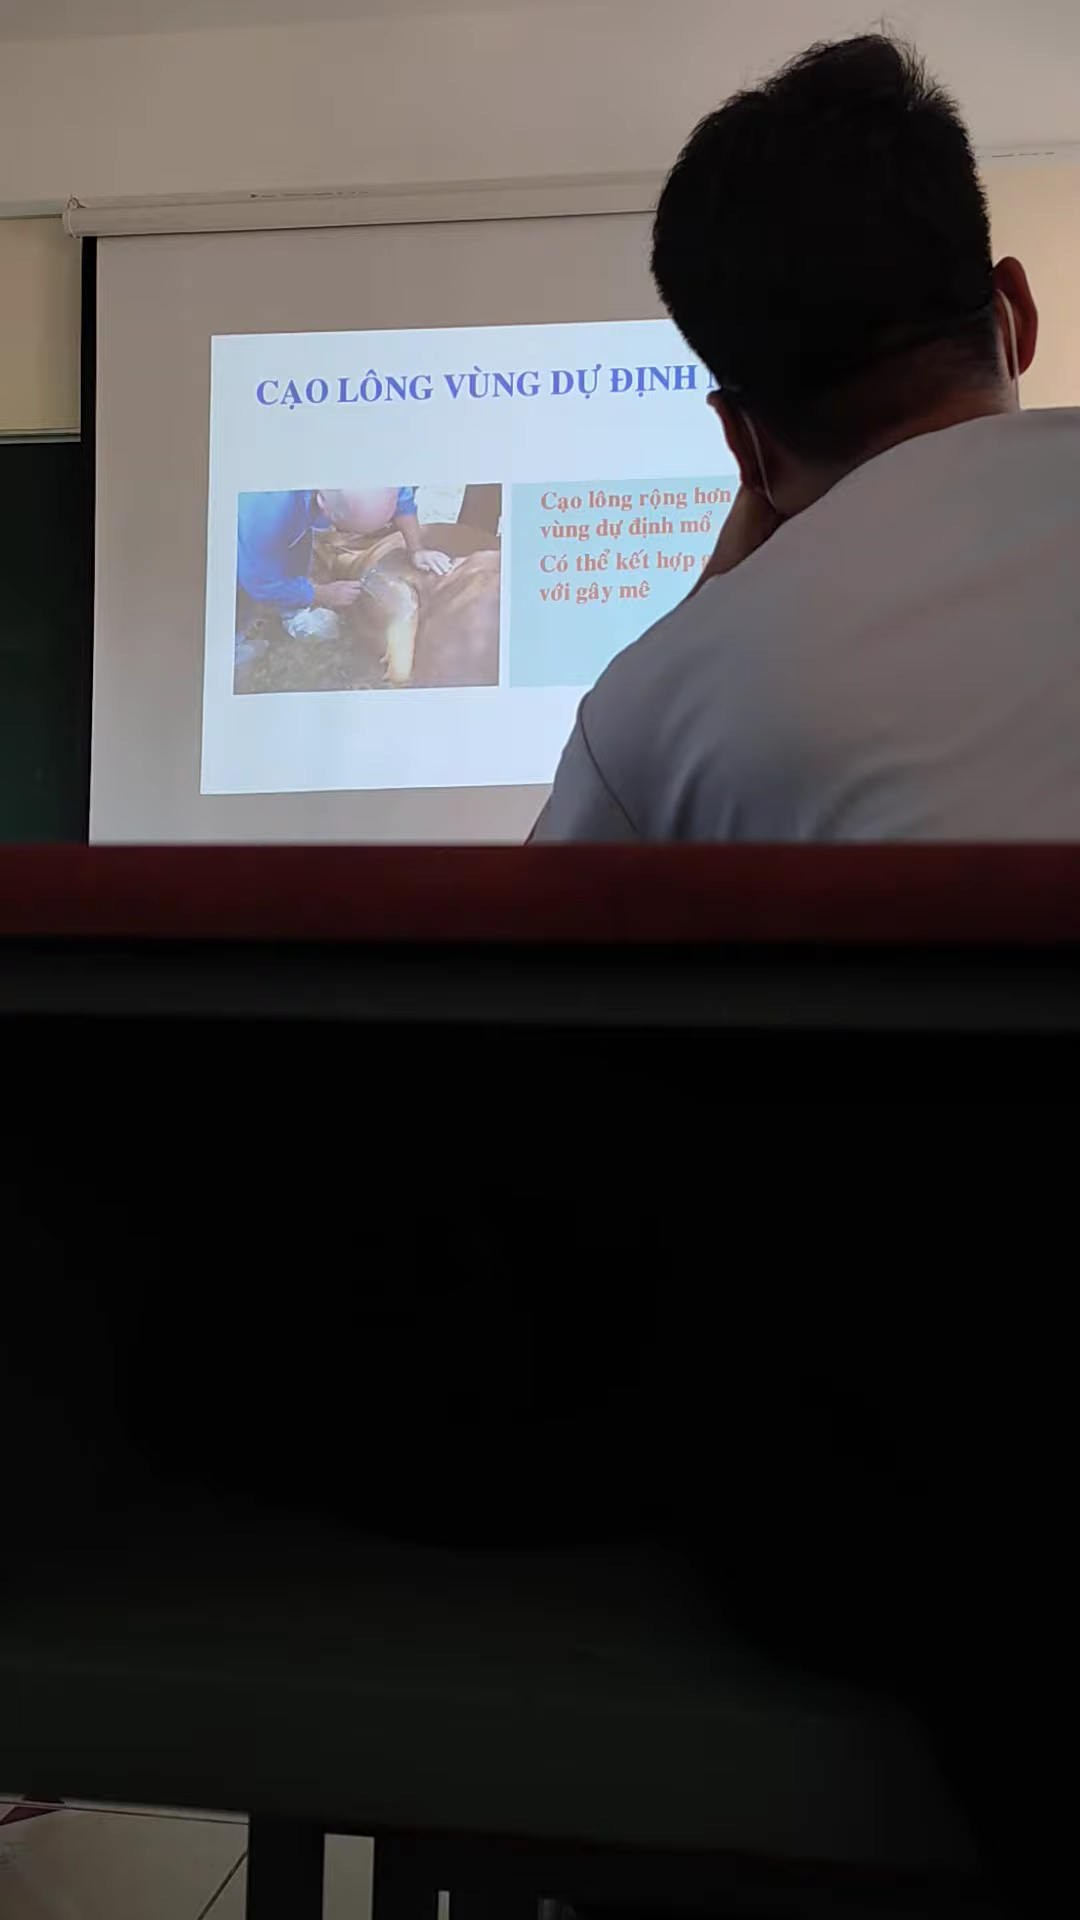 CẠO LÔNG VÙNG DỰ ĐỊNH
Cạo lông rộng hơn
vùng dự định mổ
Có thể kết hợp
với gây mê